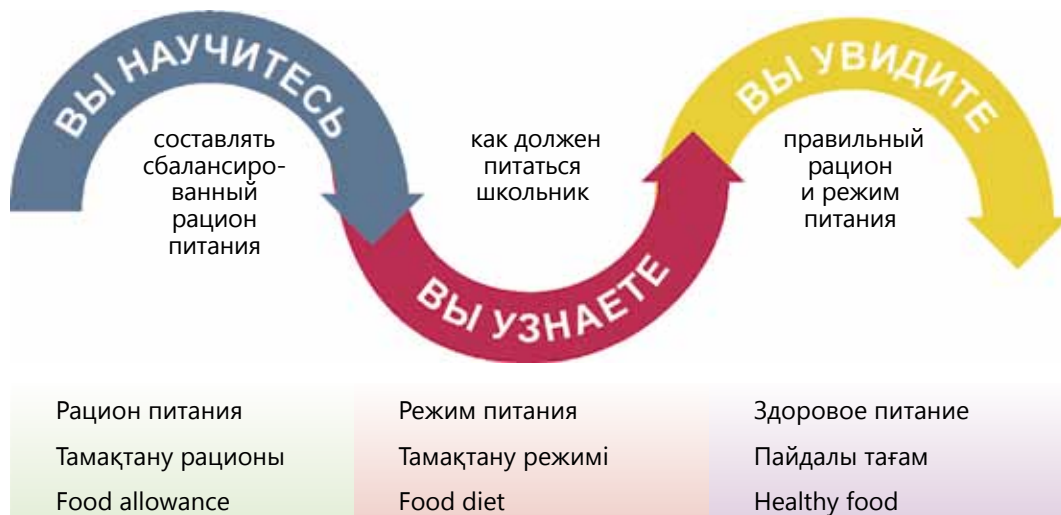 ВЫ НАУЧИТЕСЬ
составлять
сбалансиро-
ванный
рацион
питания
ВЫ УЗНАЕТЕ
как должен
питаться
школьник
ВЫ УВИДИТЕ
правильный
рацион
и режим
питания
Рацион питания
Тамақтану рационы
Food allowance
Режим питания
Тамақтану режимі
Food diet
Здоровое питание
Пайдалы тағам
Healthy food